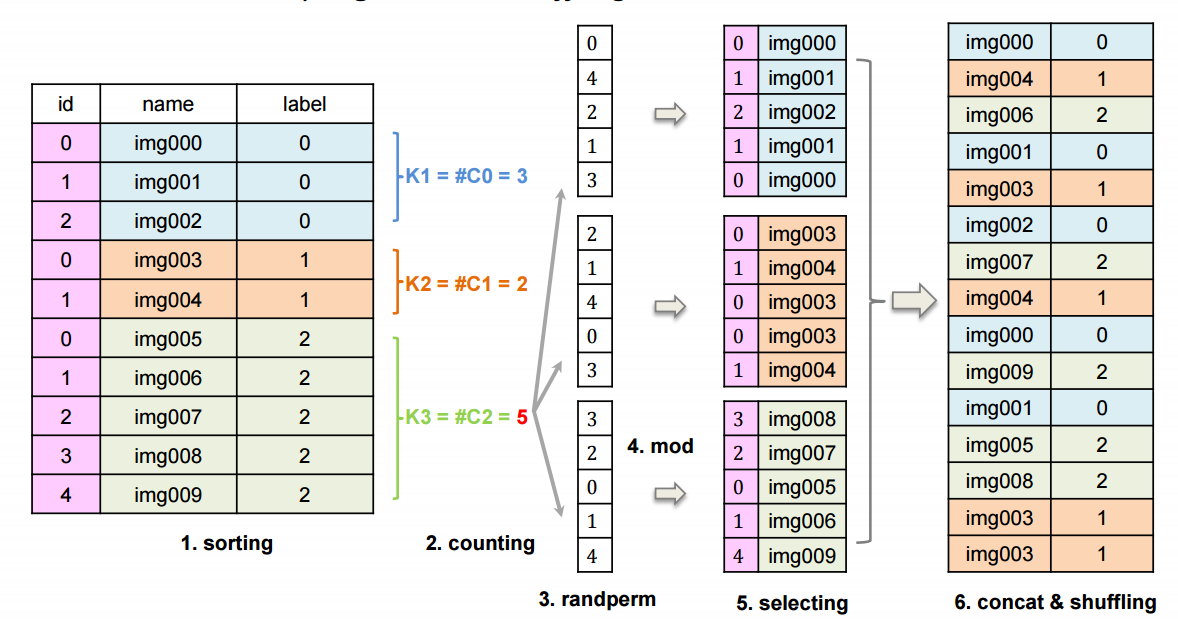 id name label
0 img000 0
1 img001 0
2 img002 0
0 img003 1
1 img004 1
0 img005 2
1 img006 2
2 img007 2
3 img008 2
4 img009 2
1. sorting
K1 = #C0 = 3
K2 = #C1 = 2
K3 = #C2 = 5
2. counting
0
4
2
1
3
2
1
4
0
3
3
2
0
1
4
3. randperm
4. mod
0 img000
1 img001
2 img002
1 img001
0 img000
0 img003
1 img004
0 img003
0 img003
1 img004
3 img008
2 img007
0 img005
1 img006
4 img009
5. selecting
img000 0
img004 1
img006 2
img001 0
img003 1
img002 0
img007 2
img004 1
img000 0
img009 2
img001 0
img005 2
img008 2
img003 1
img003 1
6. concat & shuffling